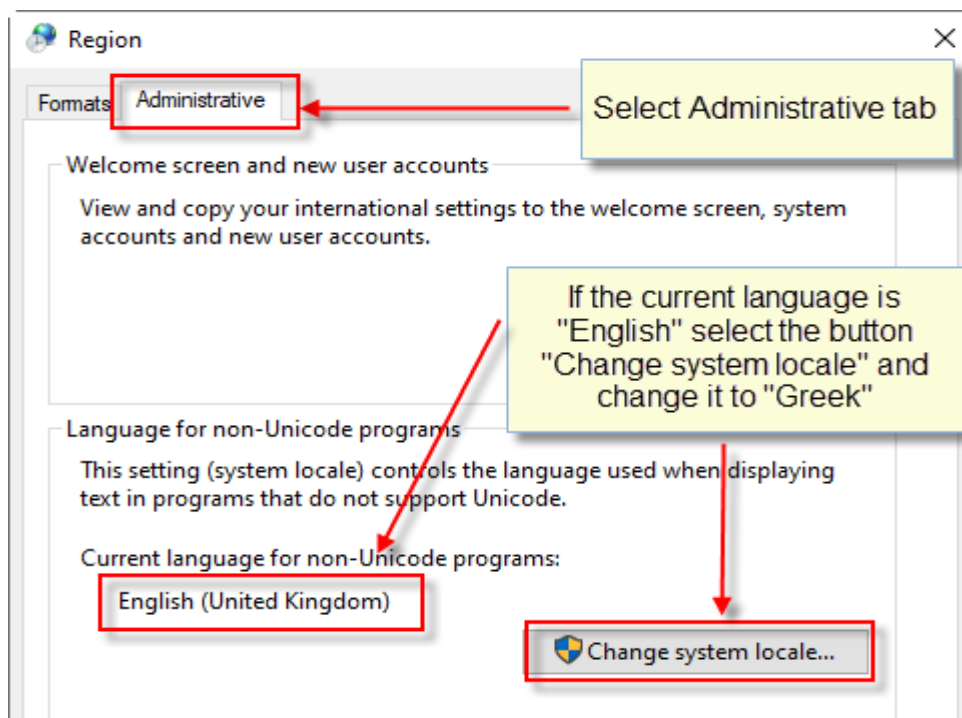 Region
Formats
Administrative
Select Administrative tab
Welcome screen and new user accounts
View and copy your international settings to the welcome screen, system
accounts and new user accounts.
If the current language is
"English" select the button
"Change system locale" and
change it to "Greek"
Language for non-Unicode programs
This setting (system locale) controls the language used when displaying
text in programs that do not support Unicode.
Current language for non-Unicode programs:
English (United Kingdom)
Change system locale...